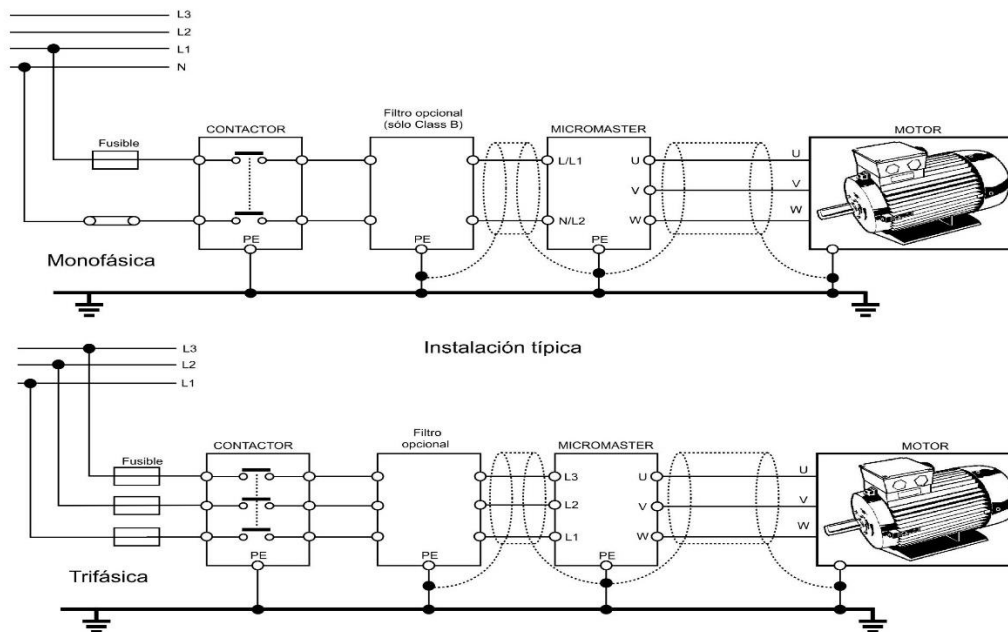 L3
L2
L1
N
Fusible
CONTACTOR
Filtro opcional
(sólo Class B)
MICROMASTER
MOTOR
L/L1
N/L2
U
V
W
U
V
W
PE
PE
PE
Monofásica
Instalación típica
L3
L2
L1
Fusible
CONTACTOR
Filtro
opcional
MICROMASTER
MOTOR
L3
L2
L1
U
V
W
U
V
W
PE
PE
PE
Trifásica